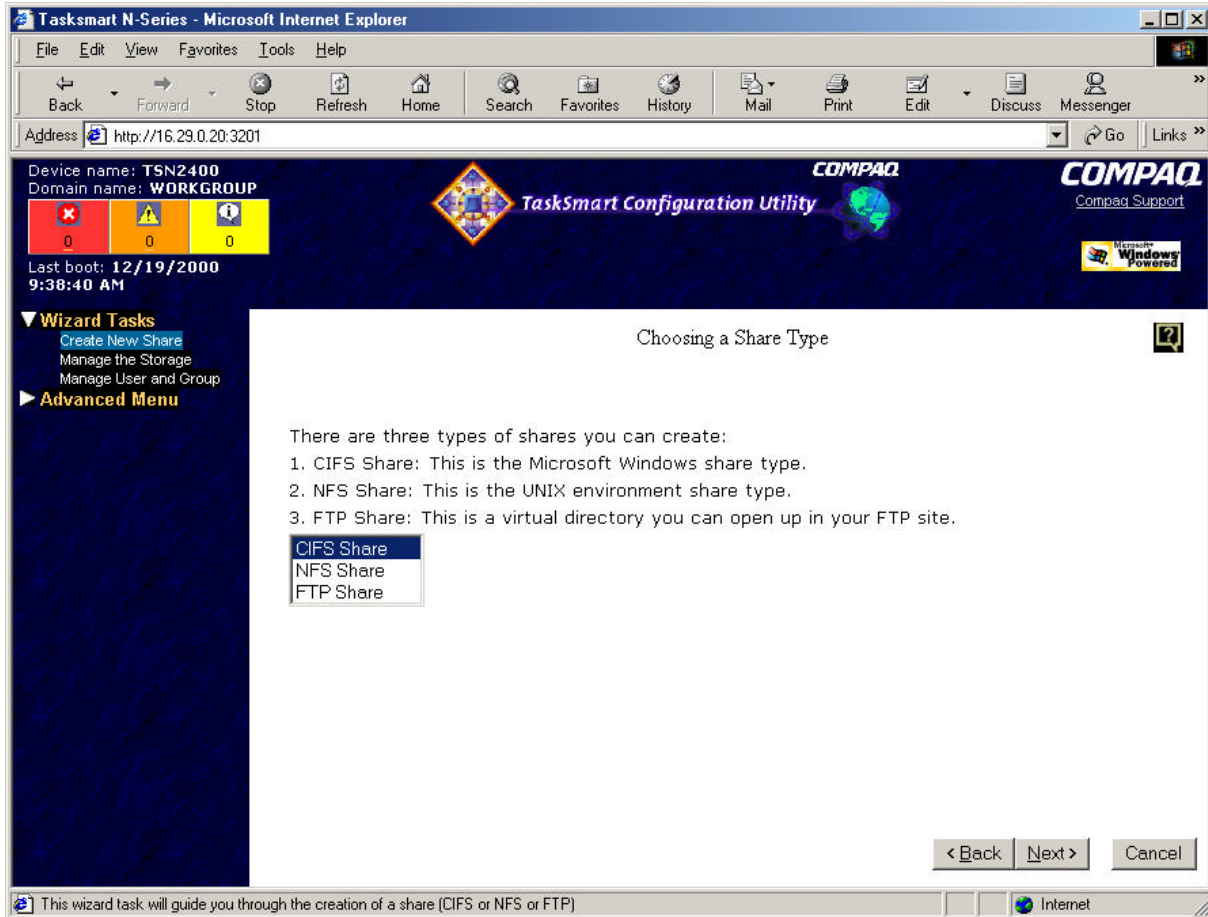 Tasksmart N-Series - Microsoft Internet Explorer
File Edit View Favorites Tools Help
Back Forward Stop Refresh Home Search Favorites History Mail Print Edit Discuss Messenger »
Address http://16.29.0.20:3201 Go Links »
Device name: TSN2400
Domain name: WORKGROUP
0 0 0
Last boot: 12/19/2000
9:38:40 AM
COMPAQ
TaskSmart Configuration Utility
COMPAQ
Compaq Support
Microsoft
Windows
Powered
Wizard Tasks
Create New Share
Manage the Storage
Manage User and Group
Advanced Menu
Choosing a Share Type
There are three types of shares you can create:
1. CIFS Share: This is the Microsoft Windows share type.
2. NFS Share: This is the UNIX environment share type.
3. FTP Share: This is a virtual directory you can open up in your FTP site.
CIFS Share
NFS Share
FTP Share
< Back Next > Cancel
This wizard task will guide you through the creation of a share (CIFS or NFS or FTP) Internet